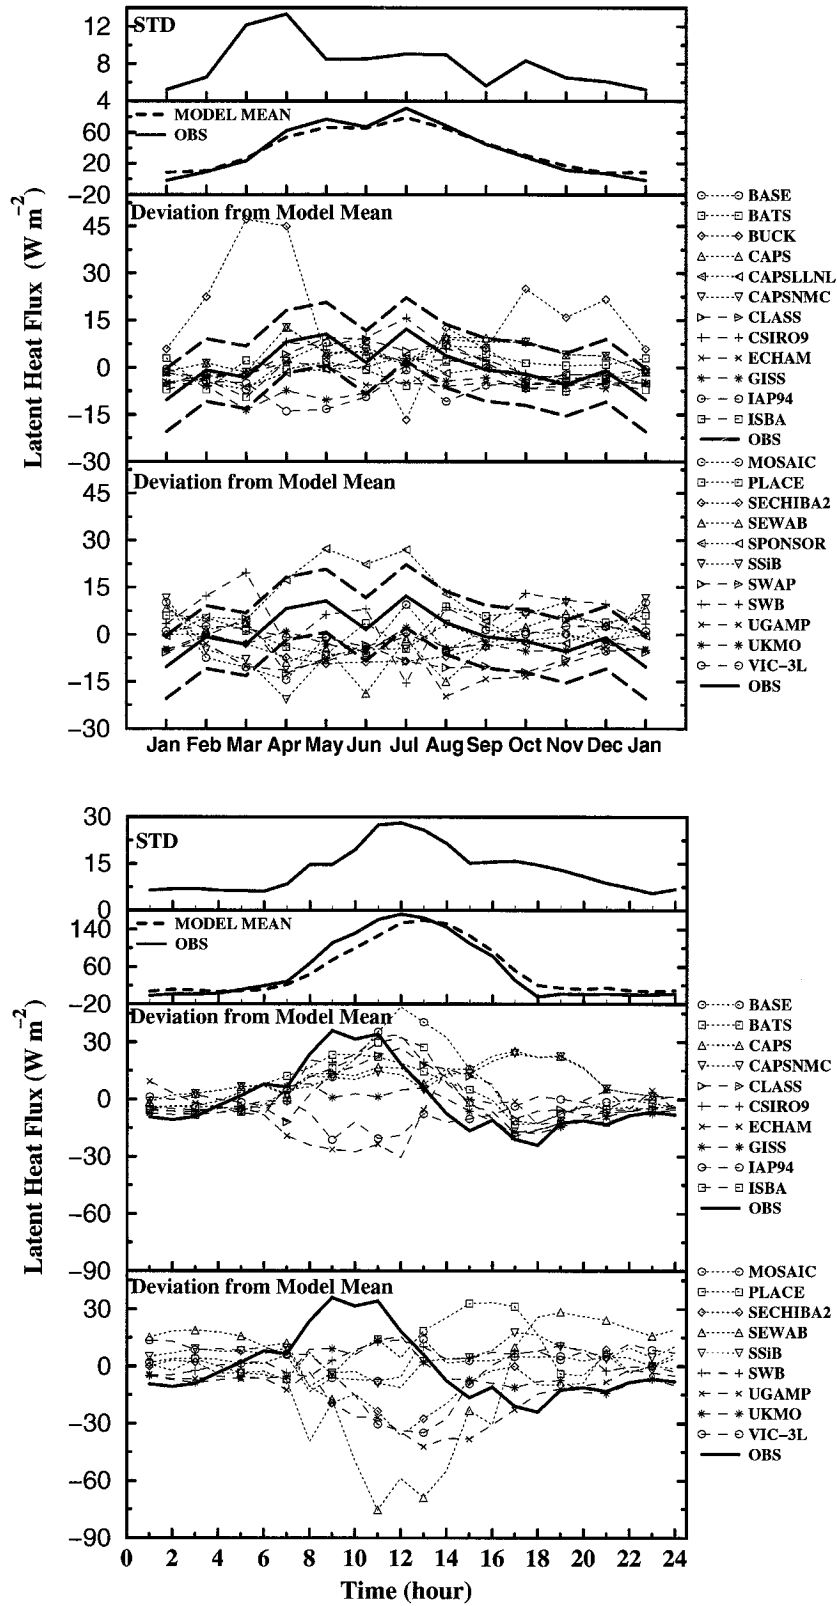 STD
12
8
4
MODEL MEAN
OBS
60
20
−20
Deviation from Model Mean
45
30
15
0
−15
−30
BASE
BATS
BUCK
CAPS
CAPSLLNL
CAPSNMC
CLASS
CSIRO9
ECHAM
GISS
IAP94
ISBA
OBS
Latent Heat Flux (W m−2)
Deviation from Model Mean
45
30
15
0
−15
−30
MOSAIC
PLACE
SECHIBA2
SEWAB
SPONSOR
SSiB
SWAP
SWB
UGAMP
UKMO
VIC−3L
OBS
Jan Feb Mar Apr May Jun Jul Aug Sep Oct Nov Dec Jan
STD
30
15
0
MODEL MEAN
OBS
140
60
−20
Deviation from Model Mean
30
0
−30
−60
−90
BASE
BATS
CAPS
CAPSNMC
CLASS
CSIRO9
ECHAM
GISS
IAP94
ISBA
OBS
Latent Heat Flux (W m−2)
Deviation from Model Mean
30
0
−30
−60
−90
MOSAIC
PLACE
SECHIBA2
SEWAB
SSiB
SWB
UGAMP
UKMO
VIC−3L
OBS
0 2 4 6 8 10 12 14 16 18 20 22 24
Time (hour)